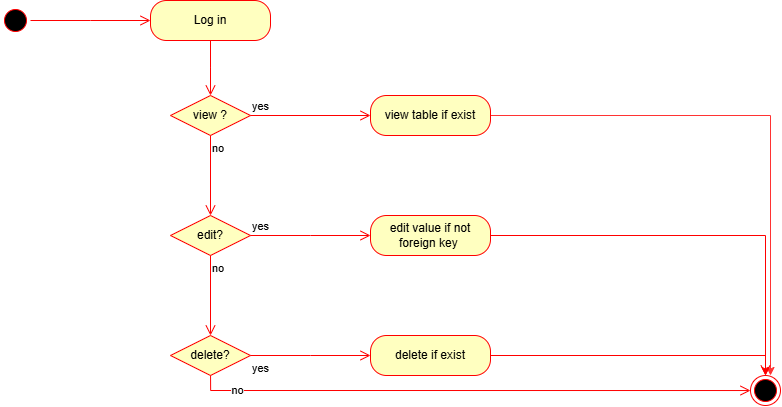 Log in
view ?
yes
view table if exist
no
edit?
yes
edit value if not
foreign key
no
delete?
yes
delete if exist
no